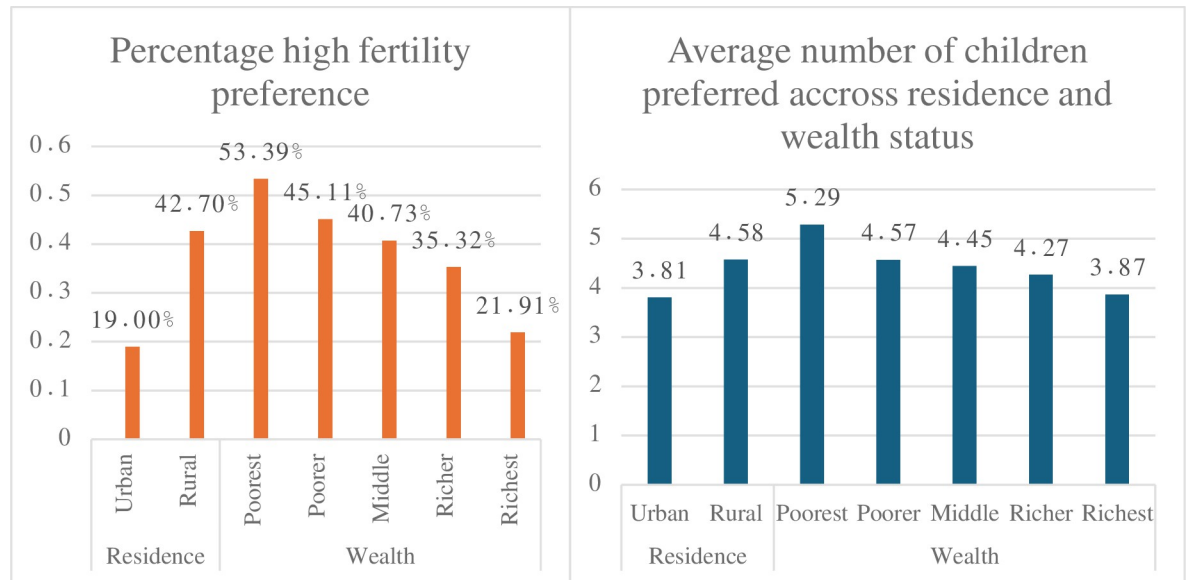 Percentage high fertility
preference
0.6
0.5
0.4
0.3
0.2
0.1
0
19.00%
42.70%
53.39%
45.11%
40.73%
35.32%
21.91%
Urban
Rural
Poorest
Poorer
Middle
Richer
Richest
Residence
Wealth
Average number of children
preferred accross residence and
wealth status
6
5
4
3
2
1
0
3.81
4.58
5.29
4.57
4.45
4.27
3.87
Urban Rural Poorest Poorer Middle Richer Richest
Residence Wealth